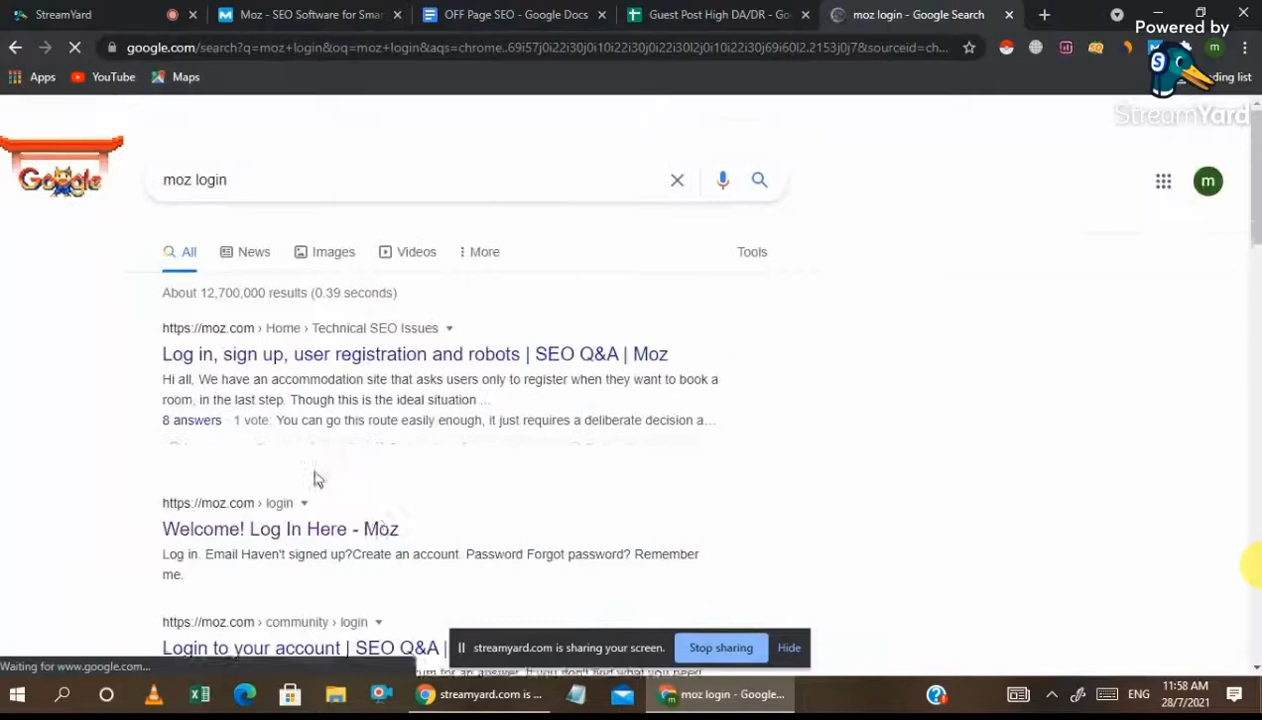 StreamYard
Moz - SEO Software for Smar
OFF Page SEO - Google Docs
Guest Post High DA/DR - Go
moz login - Google Search
Powered by
StreamYard
google.com/search?q=moz+login&oq=moz+login&aqs=chrome..69i57j0i22i30j0i10i22i30l2j0i10i22i30j69i60l2.2153j0j7&sourceid=ch...
m
Apps
YouTube
Maps
ding list
Google
moz login
m
All
News
Images
Videos
More
Tools
About 12,700,000 results (0.39 seconds)
https://moz.com › Home › Technical SEO Issues
Log in, sign up, user registration and robots | SEO Q&A | Moz
Hi all, We have an accommodation site that asks users only to register when they want to book a
room, in the last step. Though this is the ideal situation ...
8 answers · 1 vote: You can go this route easily enough, it just requires a deliberate decision a...
https://moz.com › login
Welcome! Log In Here - Moz
Log in. Email Haven't signed up?Create an account. Password Forgot password? Remember
me.
https://moz.com › community › login
Login to your account | SEO Q&A |
streamyard.com is sharing your screen.
Stop sharing
Hide
Waiting for www.google.com...
streamyard.com is ...
moz login - Google...
ENG
11:58 AM
28/7/2021